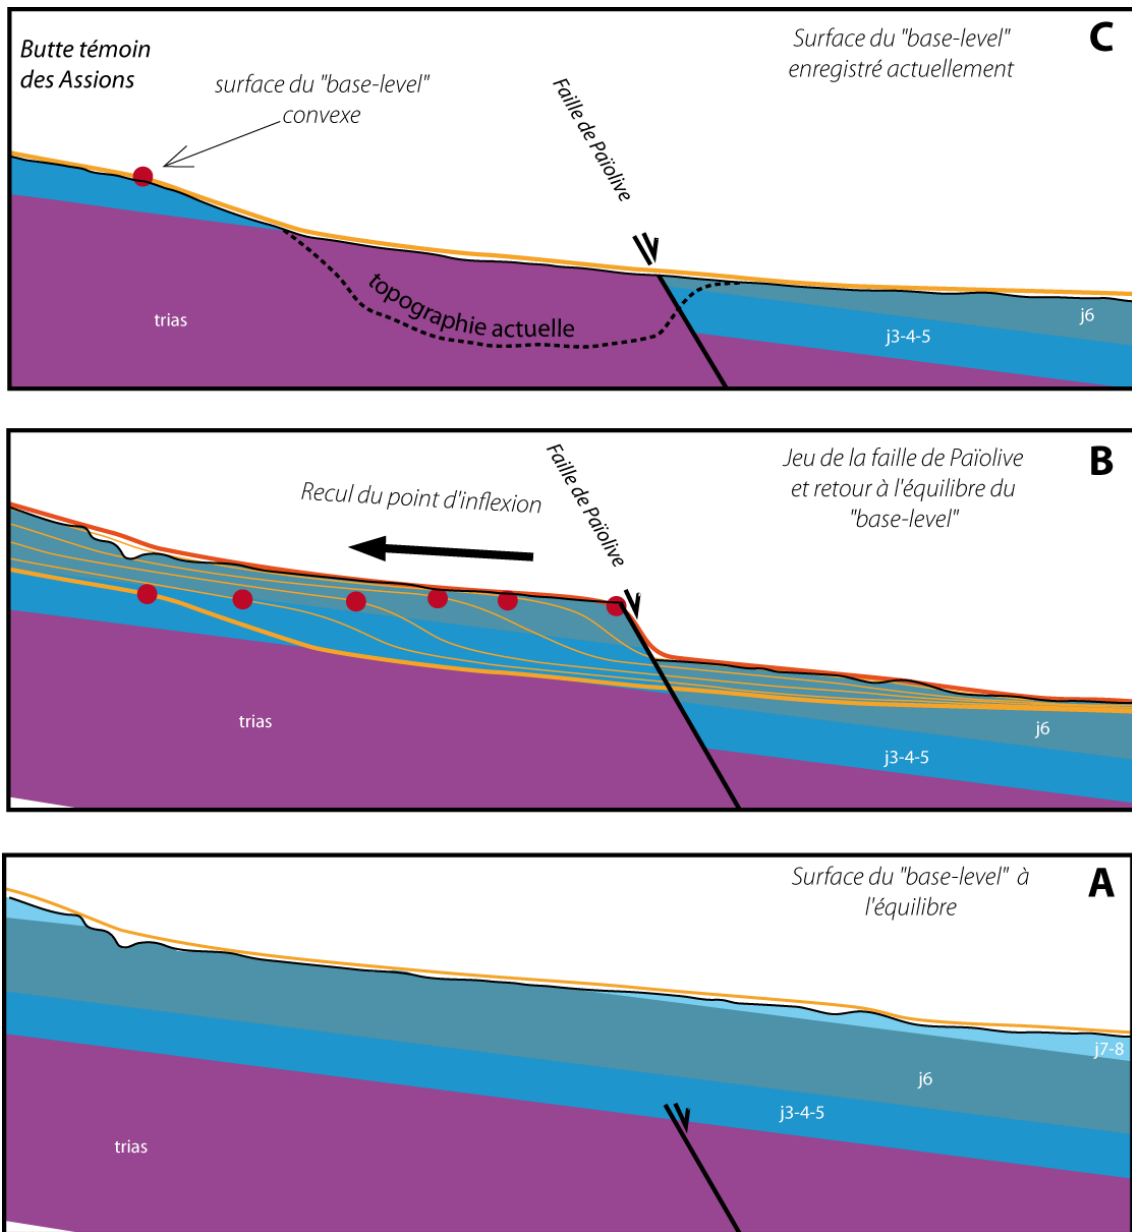 Butte témoin
des Assions
surface du "base-level"
convexe
Faille de Païolive
Surface du "base-level"
enregistré actuellement
C
topographie actuelle
trias
j3-4-5
j6
Recul du point d'inflexion
Faille de Païolive
Jeu de la faille de Païolive
et retour à l'équilibre du
"base-level"
B
trias
j6
j3-4-5
Surface du "base-level" à
l'équilibre
A
j7-8
j6
j3-4-5
trias